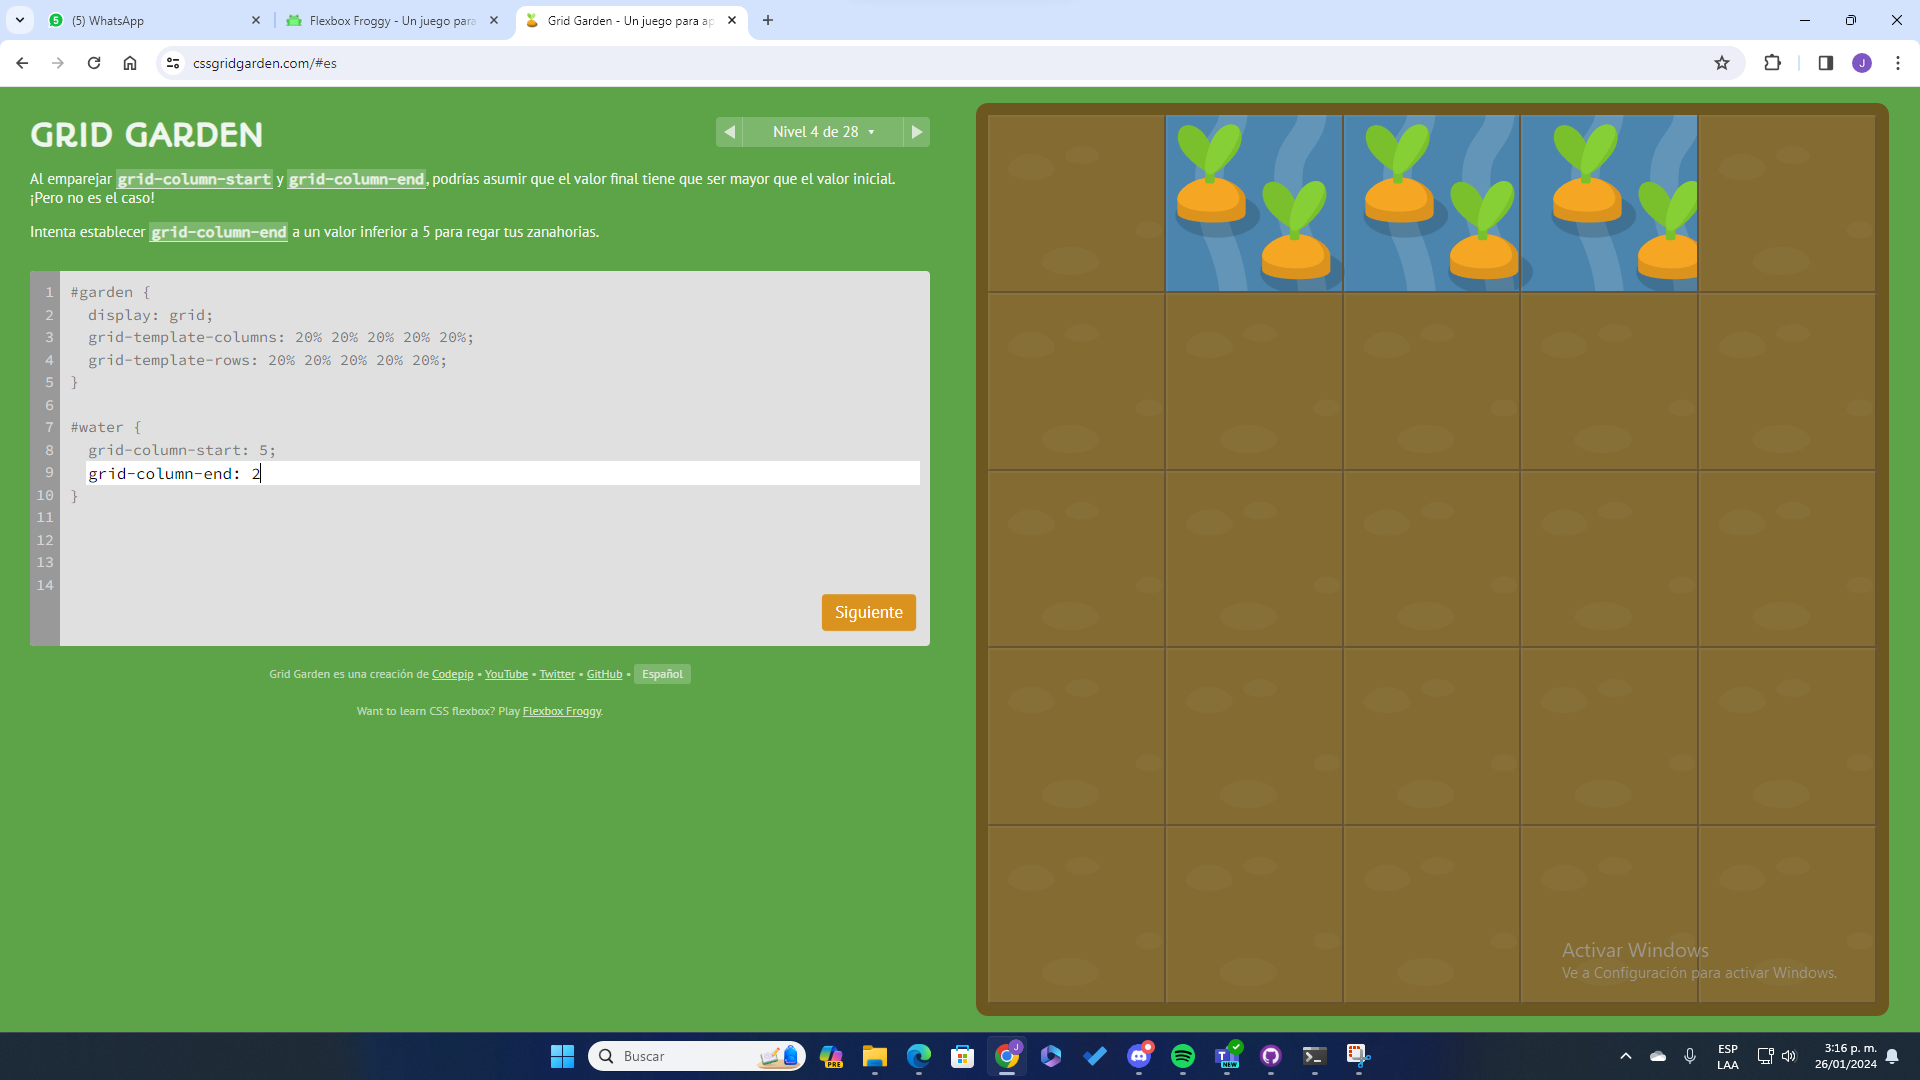 (5) WhatsApp
Flexbox Froggy - Un juego para
Grid Garden - Un juego para ap
cssgridgarden.com/#es
J
GRID GARDEN
Nivel 4 de 28
Al emparejar grid-column-start y grid-column-end, podrías asumir que el valor final tiene que ser mayor que el valor inicial.
¡Pero no es el caso!
Intenta establecer grid-column-end a un valor inferior a 5 para regar tus zanahorias.
1 #garden {
2 display: grid;
3 grid-template-columns: 20% 20% 20% 20% 20%;
4 grid-template-rows: 20% 20% 20% 20% 20%;
5 }
6
7 #water {
8 grid-column-start: 5;
9 grid-column-end: 2
10 }
11
12
13
14
Siguiente
Grid Garden es una creación de Codepip • YouTube • Twitter • GitHub • Español
Want to learn CSS flexbox? Play Flexbox Froggy.
Activar Windows
Ve a Configuración para activar Windows.
Buscar
PRE
J
NEW
ESP
LAA
3:16 p. m.
26/01/2024